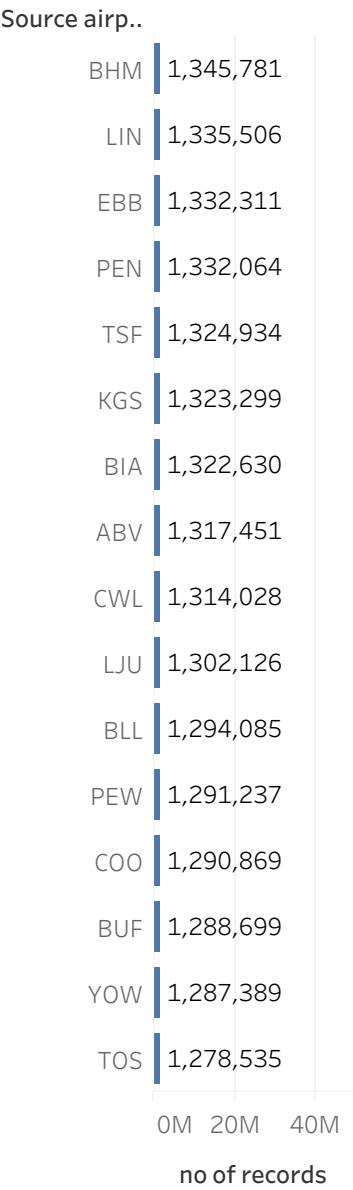 Source airp..
BHM 1,345,781
LIN 1,335,506
EBB 1,332,311
PEN 1,332,064
TSF 1,324,934
KGS 1,323,299
BIA 1,322,630
ABV 1,317,451
CWL 1,314,028
LJU 1,302,126
BLL 1,294,085
PEW 1,291,237
COO 1,290,869
BUF 1,288,699
YOW 1,287,389
TOS 1,278,535
0M 20M 40M
no of records